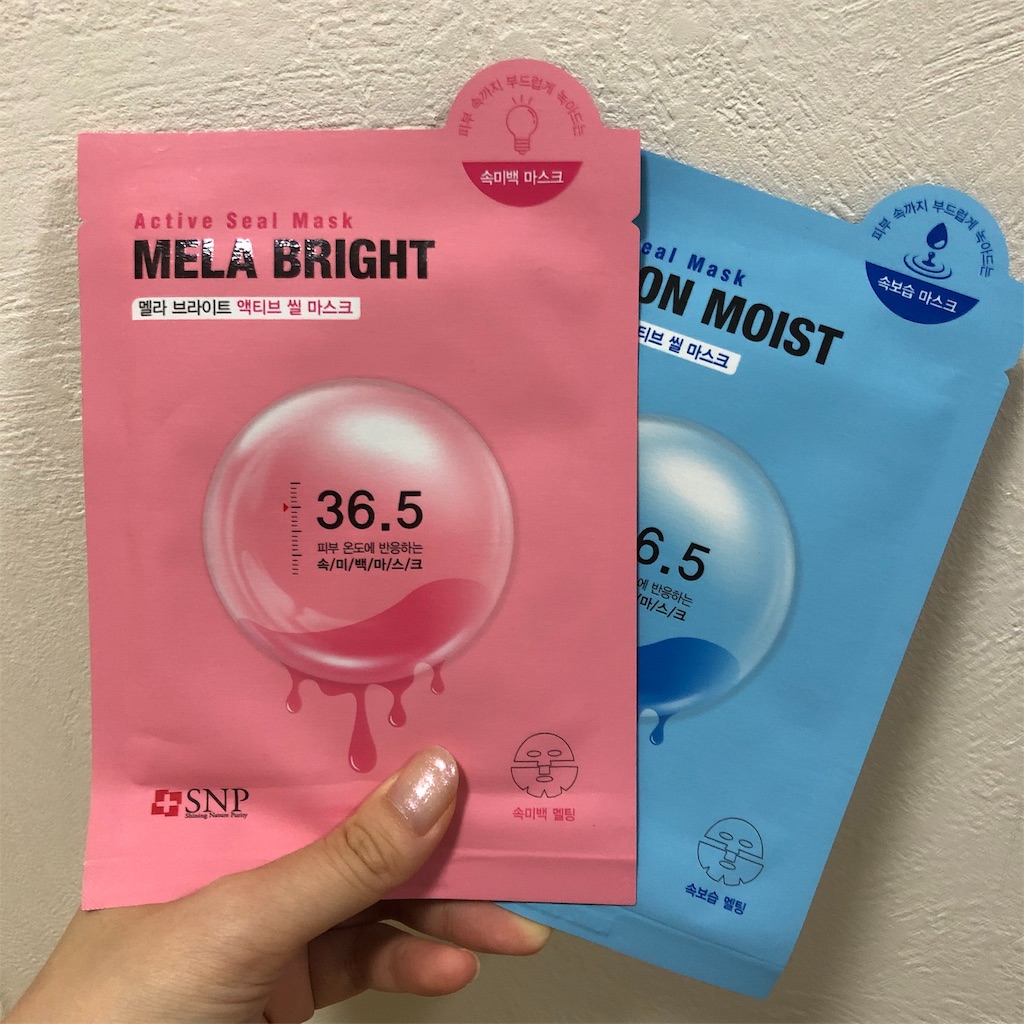 피부 속까지 부드럽게 녹아드는
속미백 마스크
Active Seal Mask
MELA BRIGHT
멜라 브라이트 액티브 씰 마스크
36.5
피부 온도에 반응하는
속/미/백/마/스/크
SNP
Shining Nature Purity
속미백 멜팅
피부 속까지 부드럽게 녹아드는
속보습 마스크
eal Mask
ON MOIST
티브 씰 마스크
6.5
에 반응하는
/마/스/크
속보습 멜팅